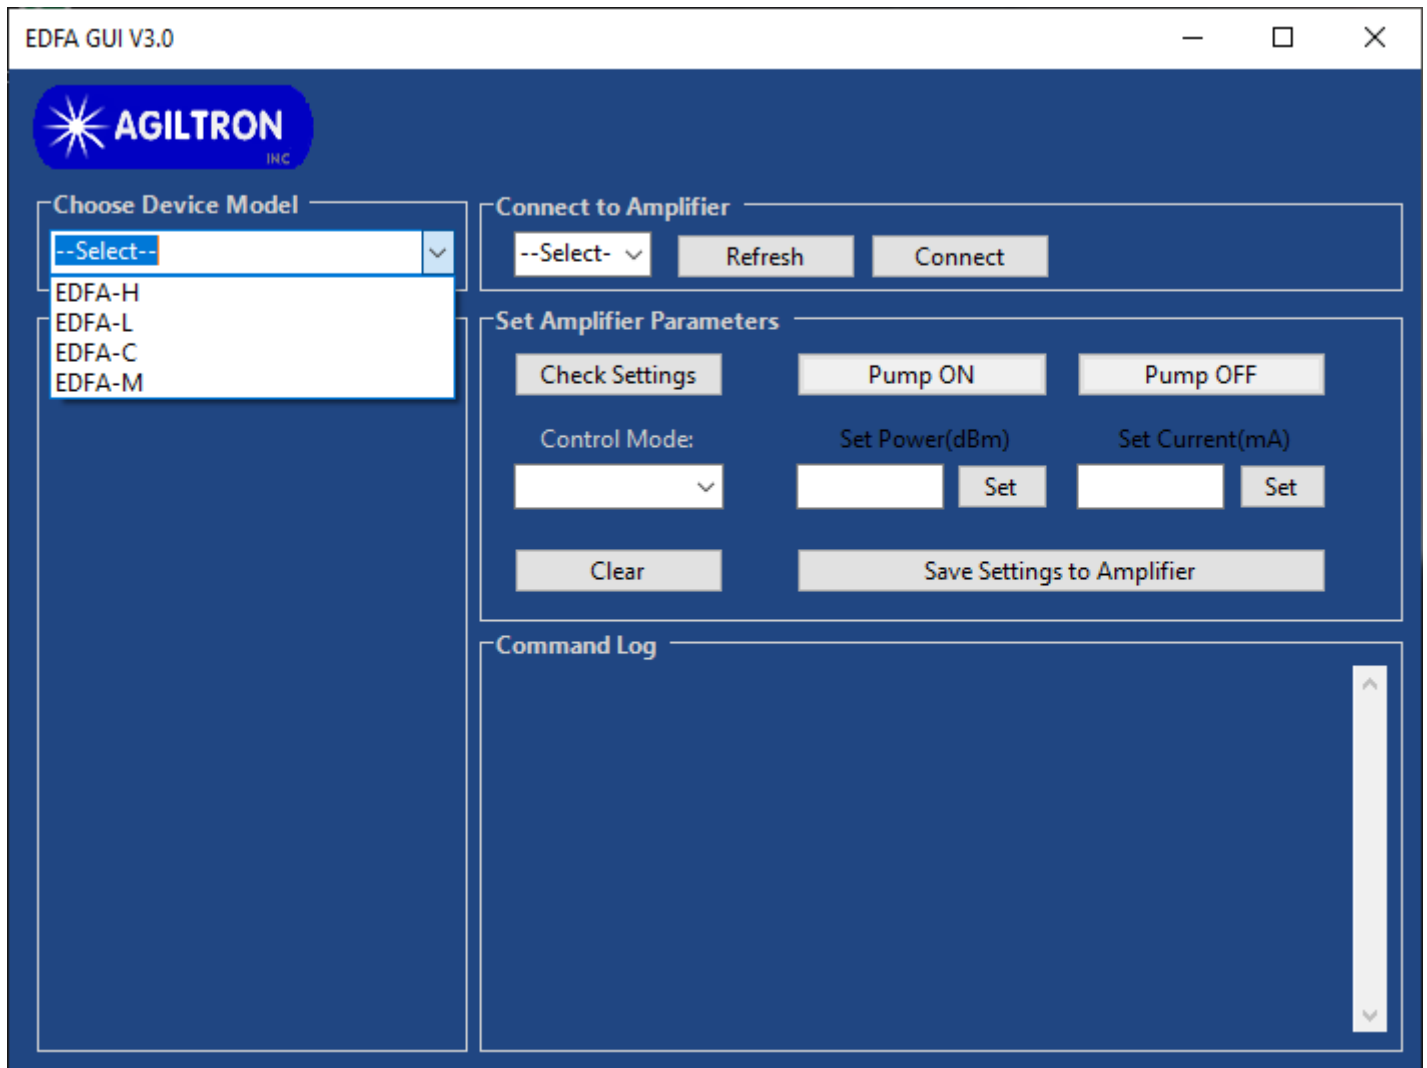 EDFA GUI V3.0
AGILTRON
INC
Choose Device Model
--Select--
EDFA-H
EDFA-L
EDFA-C
EDFA-M
Connect to Amplifier
--Select-
Refresh
Connect
Set Amplifier Parameters
Check Settings
Pump ON
Pump OFF
Control Mode:
Set Power(dBm)
Set Current(mA)
Set
Set
Clear
Save Settings to Amplifier
Command Log